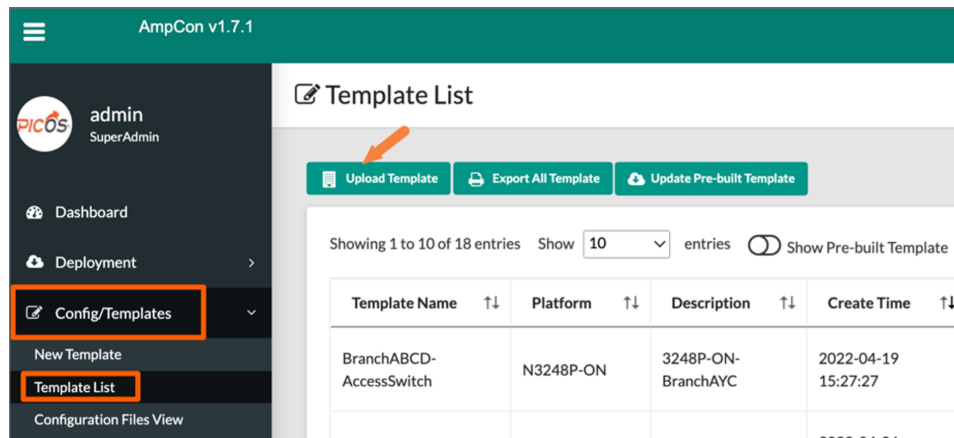 AmpCon v1.7.1
PICOS
admin
SuperAdmin
Dashboard
Deployment
Config/Templates
New Template
Template List
Configuration Files View
Template List
Upload Template
Export All Template
Update Pre-built Template
Showing 1 to 10 of 18 entries Show 10 entries Show Pre-built Template
Template Name Platform Description Create Time
BranchABCD-
AccessSwitch
N3248P-ON
3248P-ON-
BranchAYC
2022-04-19
15:27:27